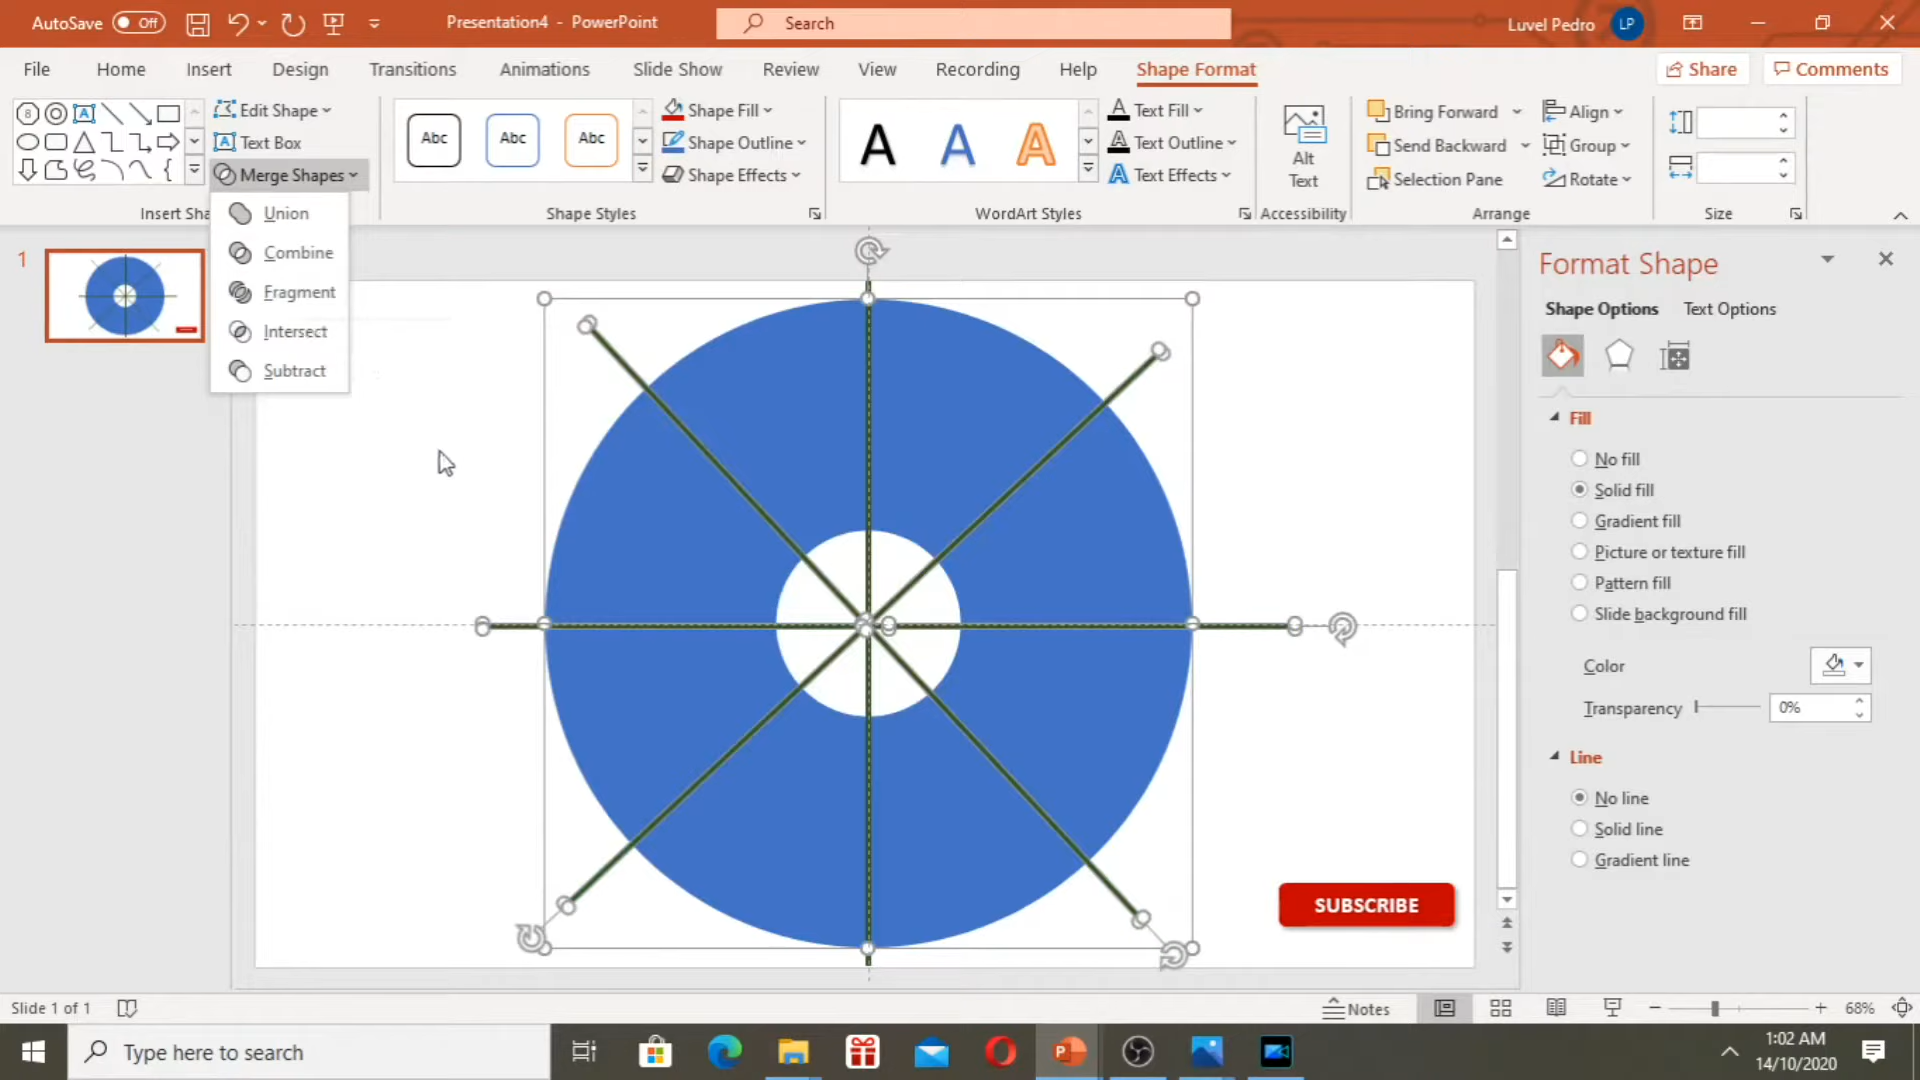 AutoSave Off Presentation4 - PowerPoint Search Luvel Pedro LP
File Home Insert Design Transitions Animations Slide Show Review View Recording Help Shape Format Share Comments
Edit Shape
Text Box
Merge Shapes
Insert Sha
Abc Abc Abc
Shape Fill
Shape Outline
Shape Effects
Shape Styles
A A A
Text Fill
Text Outline
Text Effects
WordArt Styles
Alt
Text
Accessibility
Bring Forward
Send Backward
Selection Pane
Align
Group
Rotate
Arrange
Size
Union
Combine
Fragment
Intersect
Subtract
1
Format Shape
Shape Options Text Options
Fill
No fill
Solid fill
Gradient fill
Picture or texture fill
Pattern fill
Slide background fill
Color
Transparency 0%
Line
No line
Solid line
Gradient line
SUBSCRIBE
Slide 1 of 1 Notes 68%
Type here to search
1:02 AM
14/10/2020